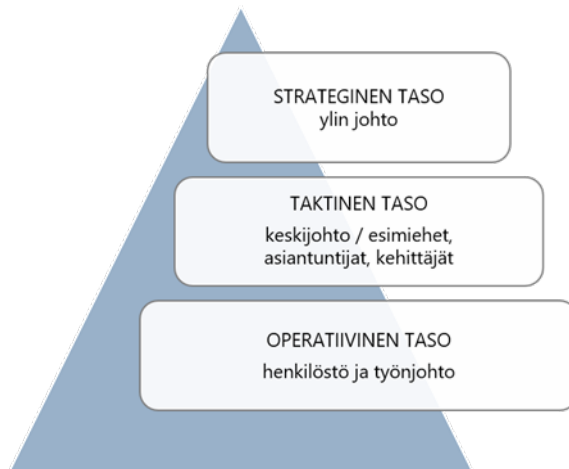 STRATEGINEN TASO
ylin johto
TAKTINEN TASO
keskijohto / esimiehet,
asiantuntijat, kehittäjät
OPERATIIVINEN TASO
henkilöstö ja työnjohto